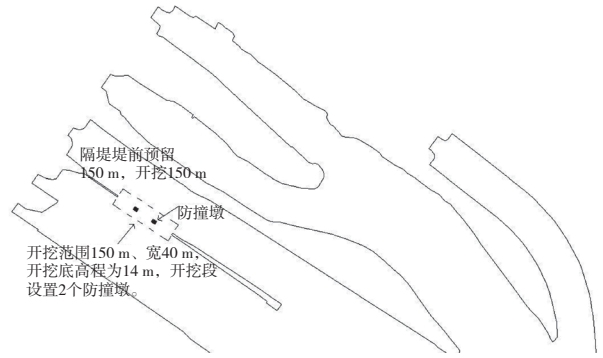 隔堤堤前预留
150 m，开挖150 m
防撞墩
开挖范围150 m、宽40 m，
开挖底高程为14 m，开挖段
设置2个防撞墩。